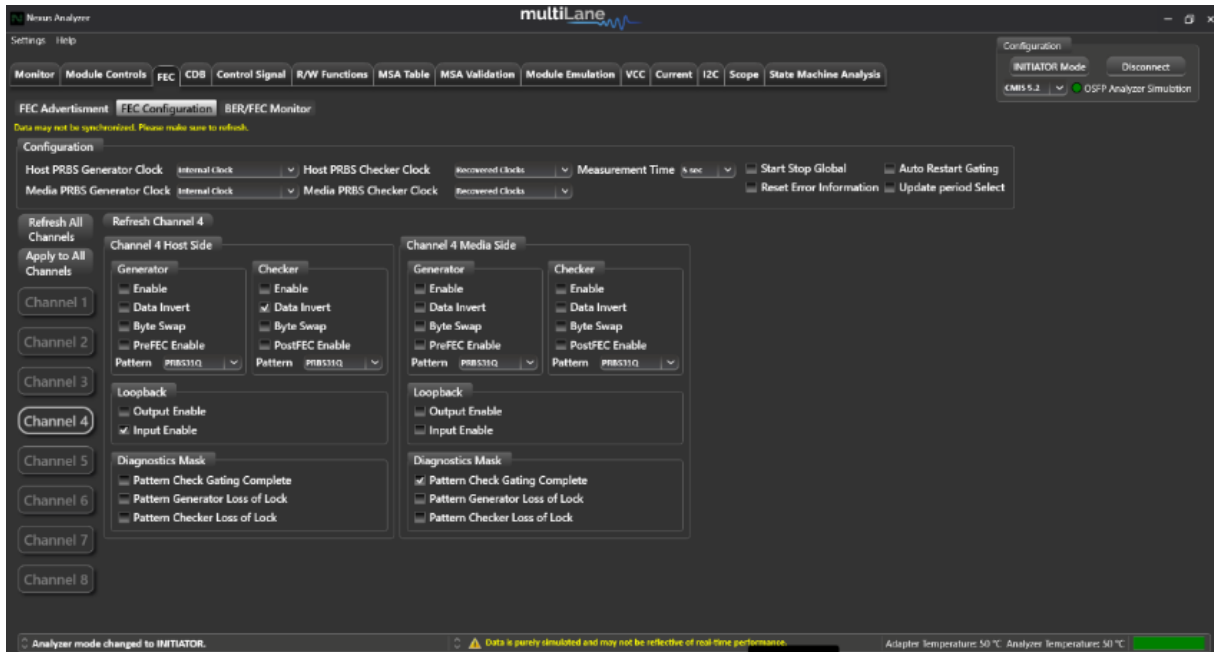 Nexus Analyzer
multiLane
Settings Help
Configuration
INITIATOR Mode Disconnect
CMIS 5.2 OSFP Analyzer Simulation
Monitor Module Controls FEC CDB Control Signal R/W Functions MSA Table MSA Validation Module Emulation VCC Current I2C Scope State Machine Analysis
FEC Advertisment FEC Configuration BER/FEC Monitor
Data may not be synchronized. Please make sure to refresh.
Configuration
Host PRBS Generator Clock Internal Clock Host PRBS Checker Clock Recovered Clocks Measurement Time 5 sec Start Stop Global Auto Restart Gating
Media PRBS Generator Clock Internal Clock Media PRBS Checker Clock Recovered Clocks Reset Error Information Update period Select
Refresh All Channels
Apply to All Channels
Channel 1
Channel 2
Channel 3
Channel 4
Channel 5
Channel 6
Channel 7
Channel 8
Refresh Channel 4
Channel 4 Host Side
Generator
Enable
Data Invert
Byte Swap
PreFEC Enable
Pattern PRBS31Q
Checker
Enable
Data Invert
Byte Swap
PostFEC Enable
Pattern PRBS31Q
Loopback
Output Enable
Input Enable
Diagnostics Mask
Pattern Check Gating Complete
Pattern Generator Loss of Lock
Pattern Checker Loss of Lock
Channel 4 Media Side
Generator
Enable
Data Invert
Byte Swap
PreFEC Enable
Pattern PRBS31Q
Checker
Enable
Data Invert
Byte Swap
PostFEC Enable
Pattern PRBS31Q
Loopback
Output Enable
Input Enable
Diagnostics Mask
Pattern Check Gating Complete
Pattern Generator Loss of Lock
Pattern Checker Loss of Lock
Analyzer mode changed to INITIATOR.
Data is purely simulated and may not be reflective of real-time performance.
Adapter Temperature: 50 °C Analyzer Temperature: 50 °C